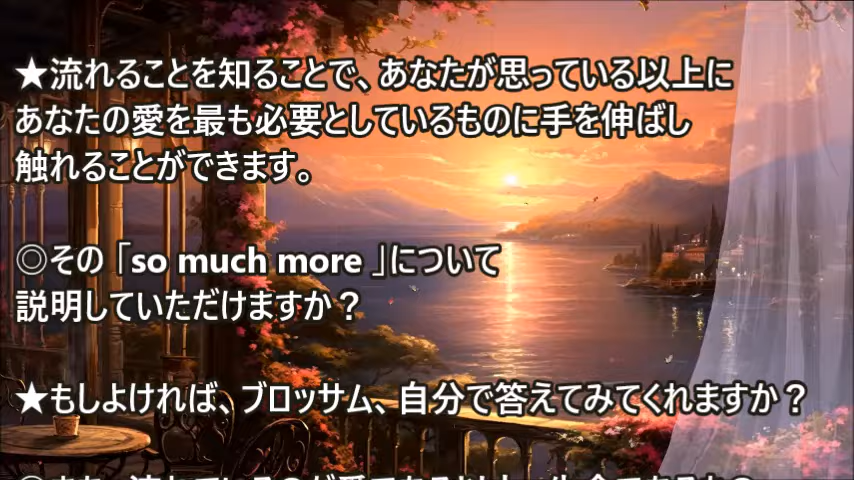 ★流れることを知ることで、あなたが思っている以上に
あなたの愛を最も必要としているものに手を伸ばし
触れることができます。
◎その「so much more 」について
説明していただけますか？
★もしよければ、ブロッサム、自分で答えてみてくれますか？